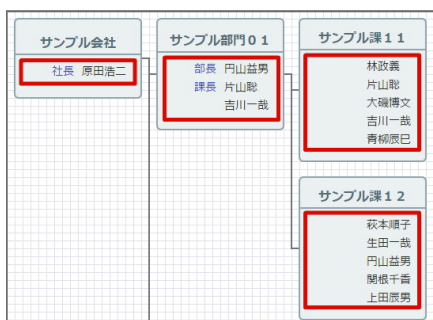 サンプル会社
社長 原田浩二
サンプル部門０１
部長 円山益男
課長 片山聡
吉川一哉
サンプル課１１
林政義
片山聡
大磯博文
吉川一哉
青柳辰巳
サンプル課１２
萩本順子
生田一哉
円山益男
関根千香
上田辰男